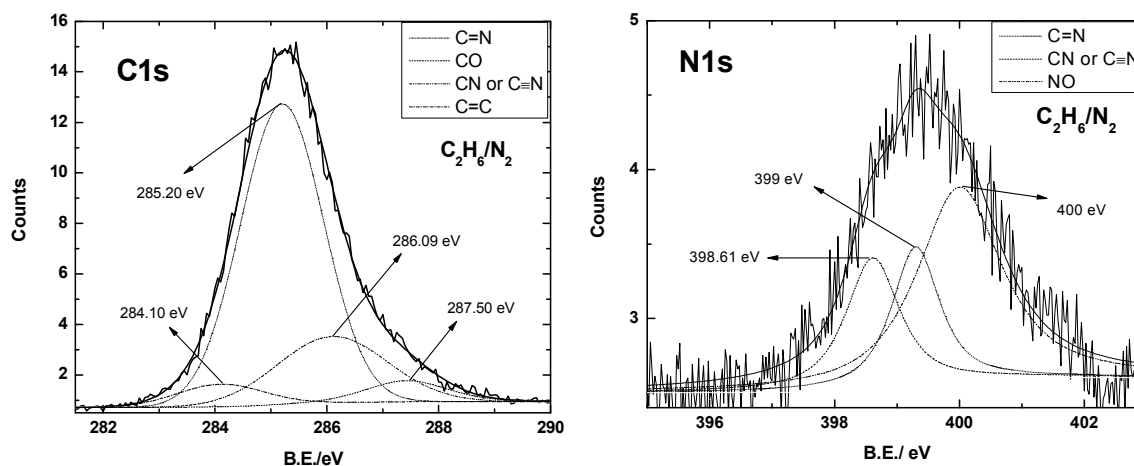 C1s
C=N
CO
CN or C≡N
C=C
C₂H₆/N₂
285.20 eV
286.09 eV
284.10 eV
287.50 eV
Counts
16
14
12
10
8
6
4
2
282 284 286 288 290
B.E./eV
N1s
C=N
CN or C≡N
NO
C₂H₆/N₂
399 eV
400 eV
398.61 eV
Counts
5
4
3
396 398 400 402
B.E./eV